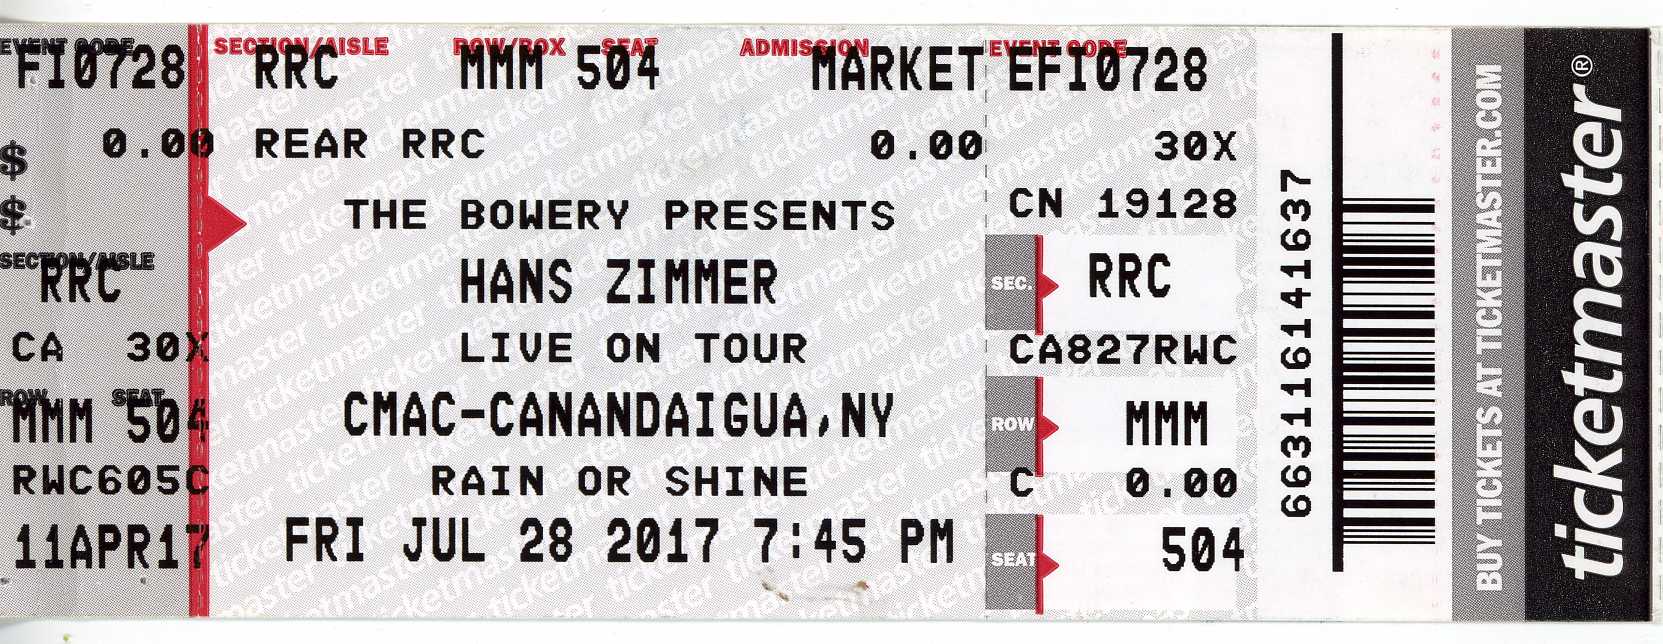 EVENT CODE
FI0728
$ 0.00
$
SECTION/AISLE
RRC
CA 30X
ROW SEAT
MMM 504
RWC605C
11APR17
SECTION/AISLE ROW/BOX SEAT ADMISSION
RRC MMM 504 MARKET
REAR RRC 0.00
THE BOWERY PRESENTS
HANS ZIMMER
LIVE ON TOUR
CMAC-CANANDAIGUA,NY
RAIN OR SHINE
FRI JUL 28 2017 7:45 PM
EVENT CODE
EFI0728
30X
CN 19128
SEC. RRC
CA827RWC
ROW MMM
C 0.00
SEAT 504
663116141637
BUY TICKETS AT TICKETMASTER.COM
ticketmaster®